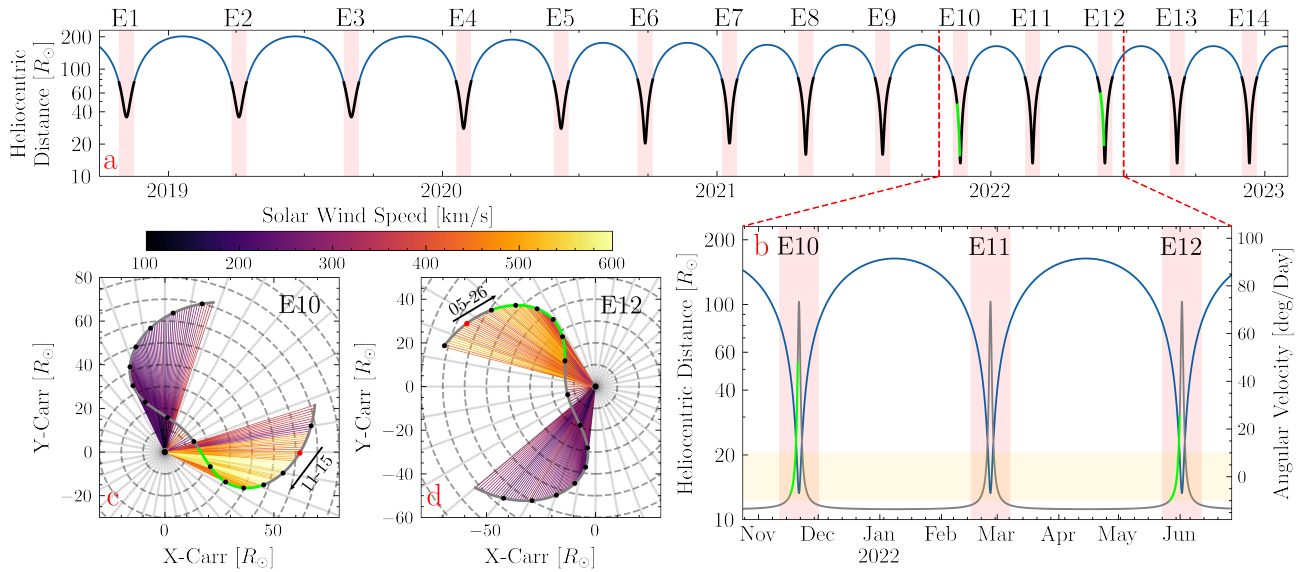 E1 E2 E3 E4 E5 E6 E7 E8 E9 E10 E11 E12 E13 E14
Heliocentric
Distance [R⊙]
200
100
60
40
20
10
a
2019 2020 2021 2022 2023
Solar Wind Speed [km/s]
100 200 300 400 500 600
Y-Carr [R⊙]
80
60
40
20
0
−20
E10
11-15
c
0 50
X-Carr [R⊙]
Y-Carr [R⊙]
40
20
0
−20
−40
−60
05-26
E12
d
−50 0
X-Carr [R⊙]
Heliocentric Distance [R⊙]
200
100
60
40
20
10
b
E10 E11 E12
Nov Dec Jan Feb Mar Apr May Jun
2022
100
80
60
40
20
0
Angular Velocity [deg/Day]